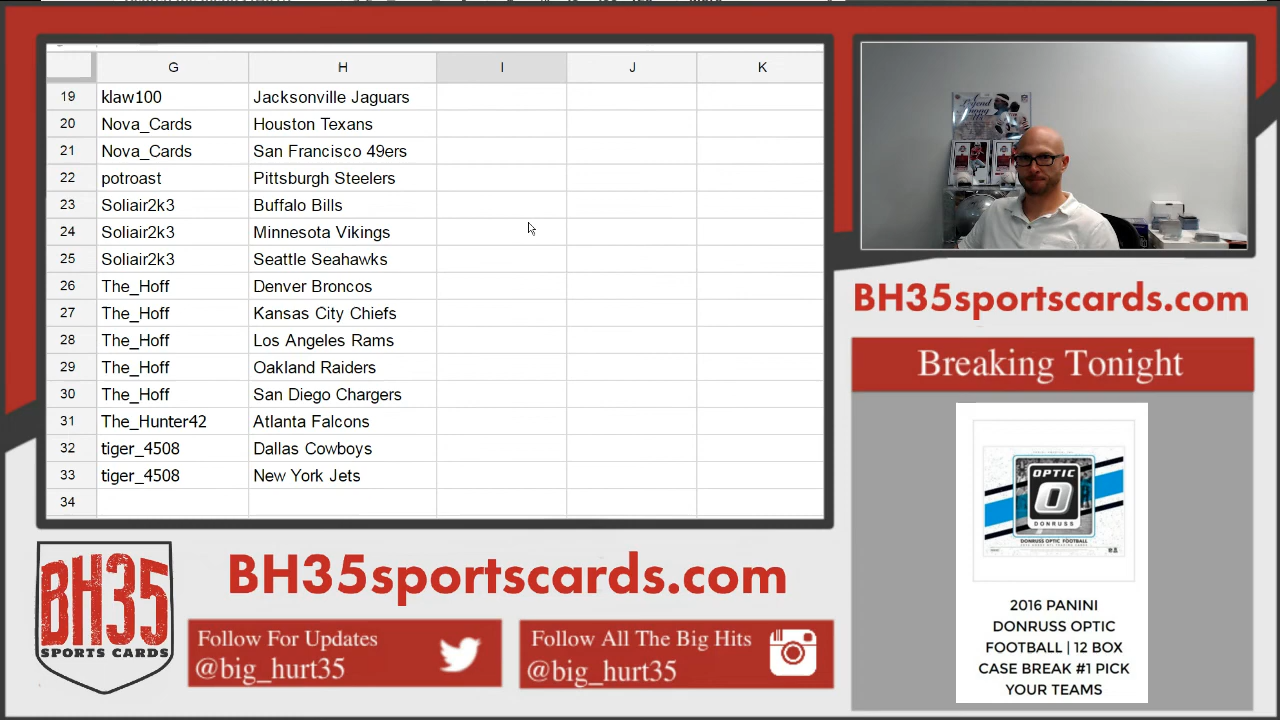 G H I J K
19 klaw100 Jacksonville Jaguars
20 Nova_Cards Houston Texans
21 Nova_Cards San Francisco 49ers
22 potroast Pittsburgh Steelers
23 Soliair2k3 Buffalo Bills
24 Soliair2k3 Minnesota Vikings
25 Soliair2k3 Seattle Seahawks
26 The_Hoff Denver Broncos
27 The_Hoff Kansas City Chiefs
28 The_Hoff Los Angeles Rams
29 The_Hoff Oakland Raiders
30 The_Hoff San Diego Chargers
31 The_Hunter42 Atlanta Falcons
32 tiger_4508 Dallas Cowboys
33 tiger_4508 New York Jets
34
BH35sportscards.com
Breaking Tonight
OPTIC
DONRUSS
DONRUSS OPTIC FOOTBALL
2016 PANINI
DONRUSS OPTIC
FOOTBALL | 12 BOX
CASE BREAK #1 PICK
YOUR TEAMS
BH35
SPORTS CARDS
BH35sportscards.com
Follow For Updates
@big_hurt35
Follow All The Big Hits
@big_hurt35